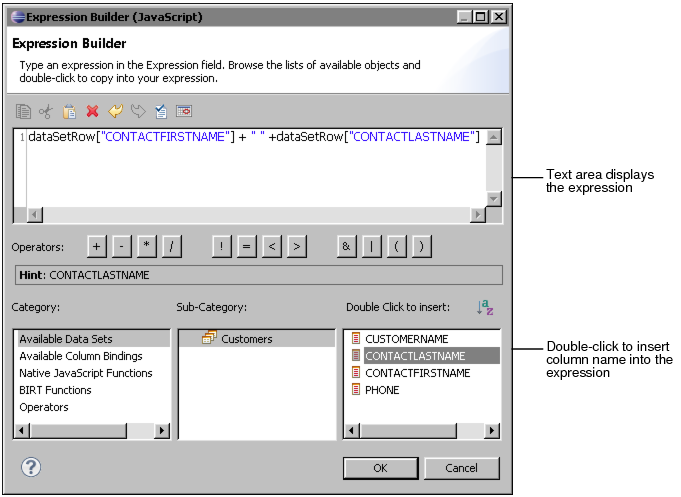 Expression Builder (JavaScript)
Expression Builder
Type an expression in the Expression field. Browse the lists of available objects and
double-click to copy into your expression.
1 dataSetRow["CONTACTFIRSTNAME"] + " " +dataSetRow["CONTACTLASTNAME"]
Text area displays
the expression
Operators: + - * / ! = < > & | ( )
Hint: CONTACTLASTNAME
Category: Sub-Category: Double Click to insert: a z
Available Data Sets Customers CUSTOMERNAME
Available Column Bindings CONTACTLASTNAME
Native JavaScript Functions CONTACTFIRSTNAME
BIRT Functions PHONE
Operators
Double-click to insert
column name into the
expression
? OK Cancel